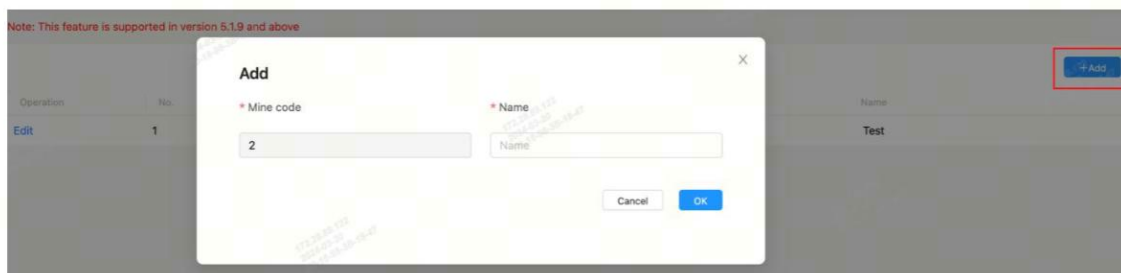 Note: This feature is supported in version 5.1.9 and above
+Add
Add
* Mine code
* Name
2
Name
Cancel
OK
Operation
No.
Name
Edit
1
Test